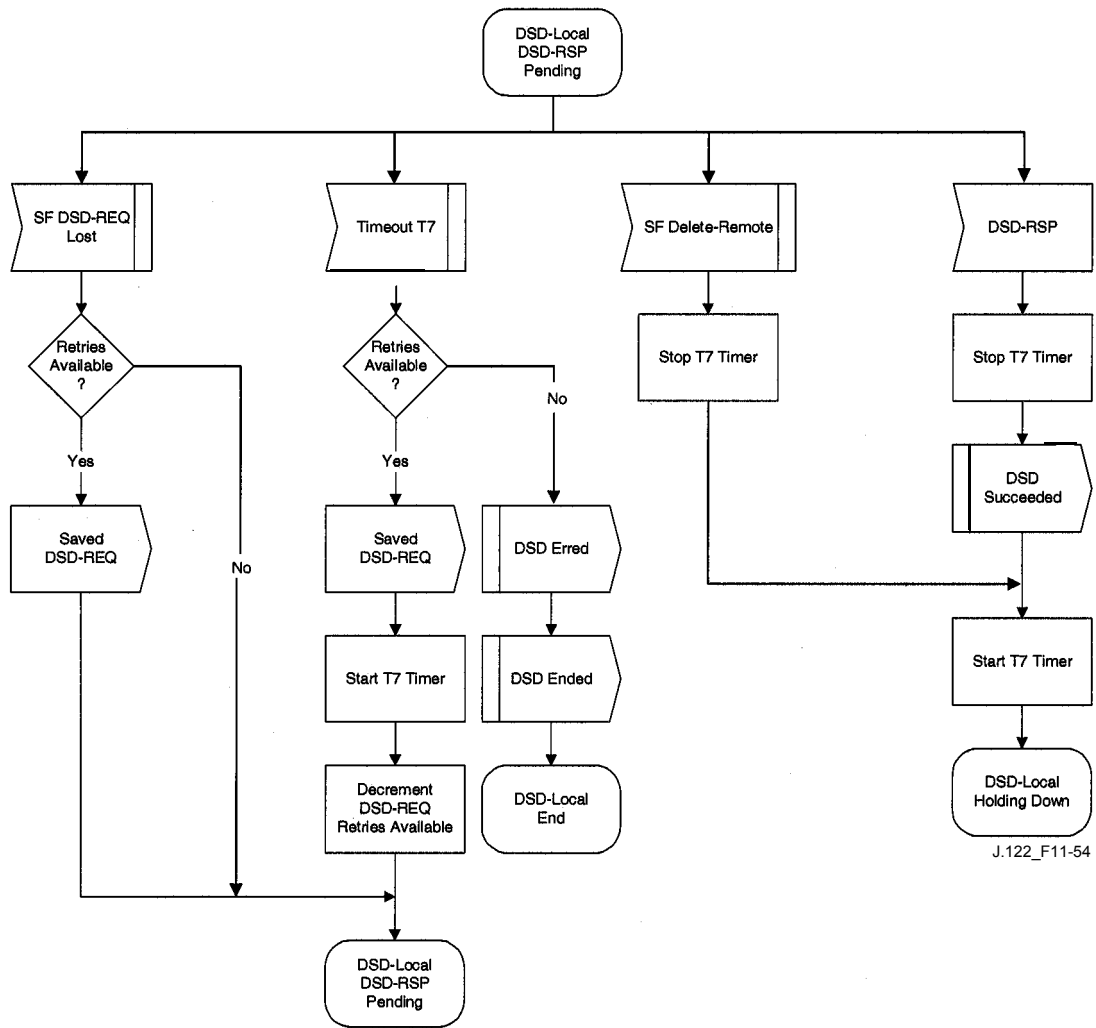 DSD-Local
DSD-RSP
Pending
SF DSD-REQ
Lost
Timeout T7
SF Delete-Remote
DSD-RSP
Retries
Available
?
Retries
Available
?
Stop T7 Timer
Stop T7 Timer
No
Yes
Yes
DSD
Succeeded
Saved
DSD-REQ
No
Saved
DSD-REQ
DSD Erred
Start T7 Timer
DSD Ended
Start T7 Timer
Decrement
DSD-REQ
Retries Available
DSD-Local
End
DSD-Local
Holding Down
J.122_F11-54
DSD-Local
DSD-RSP
Pending